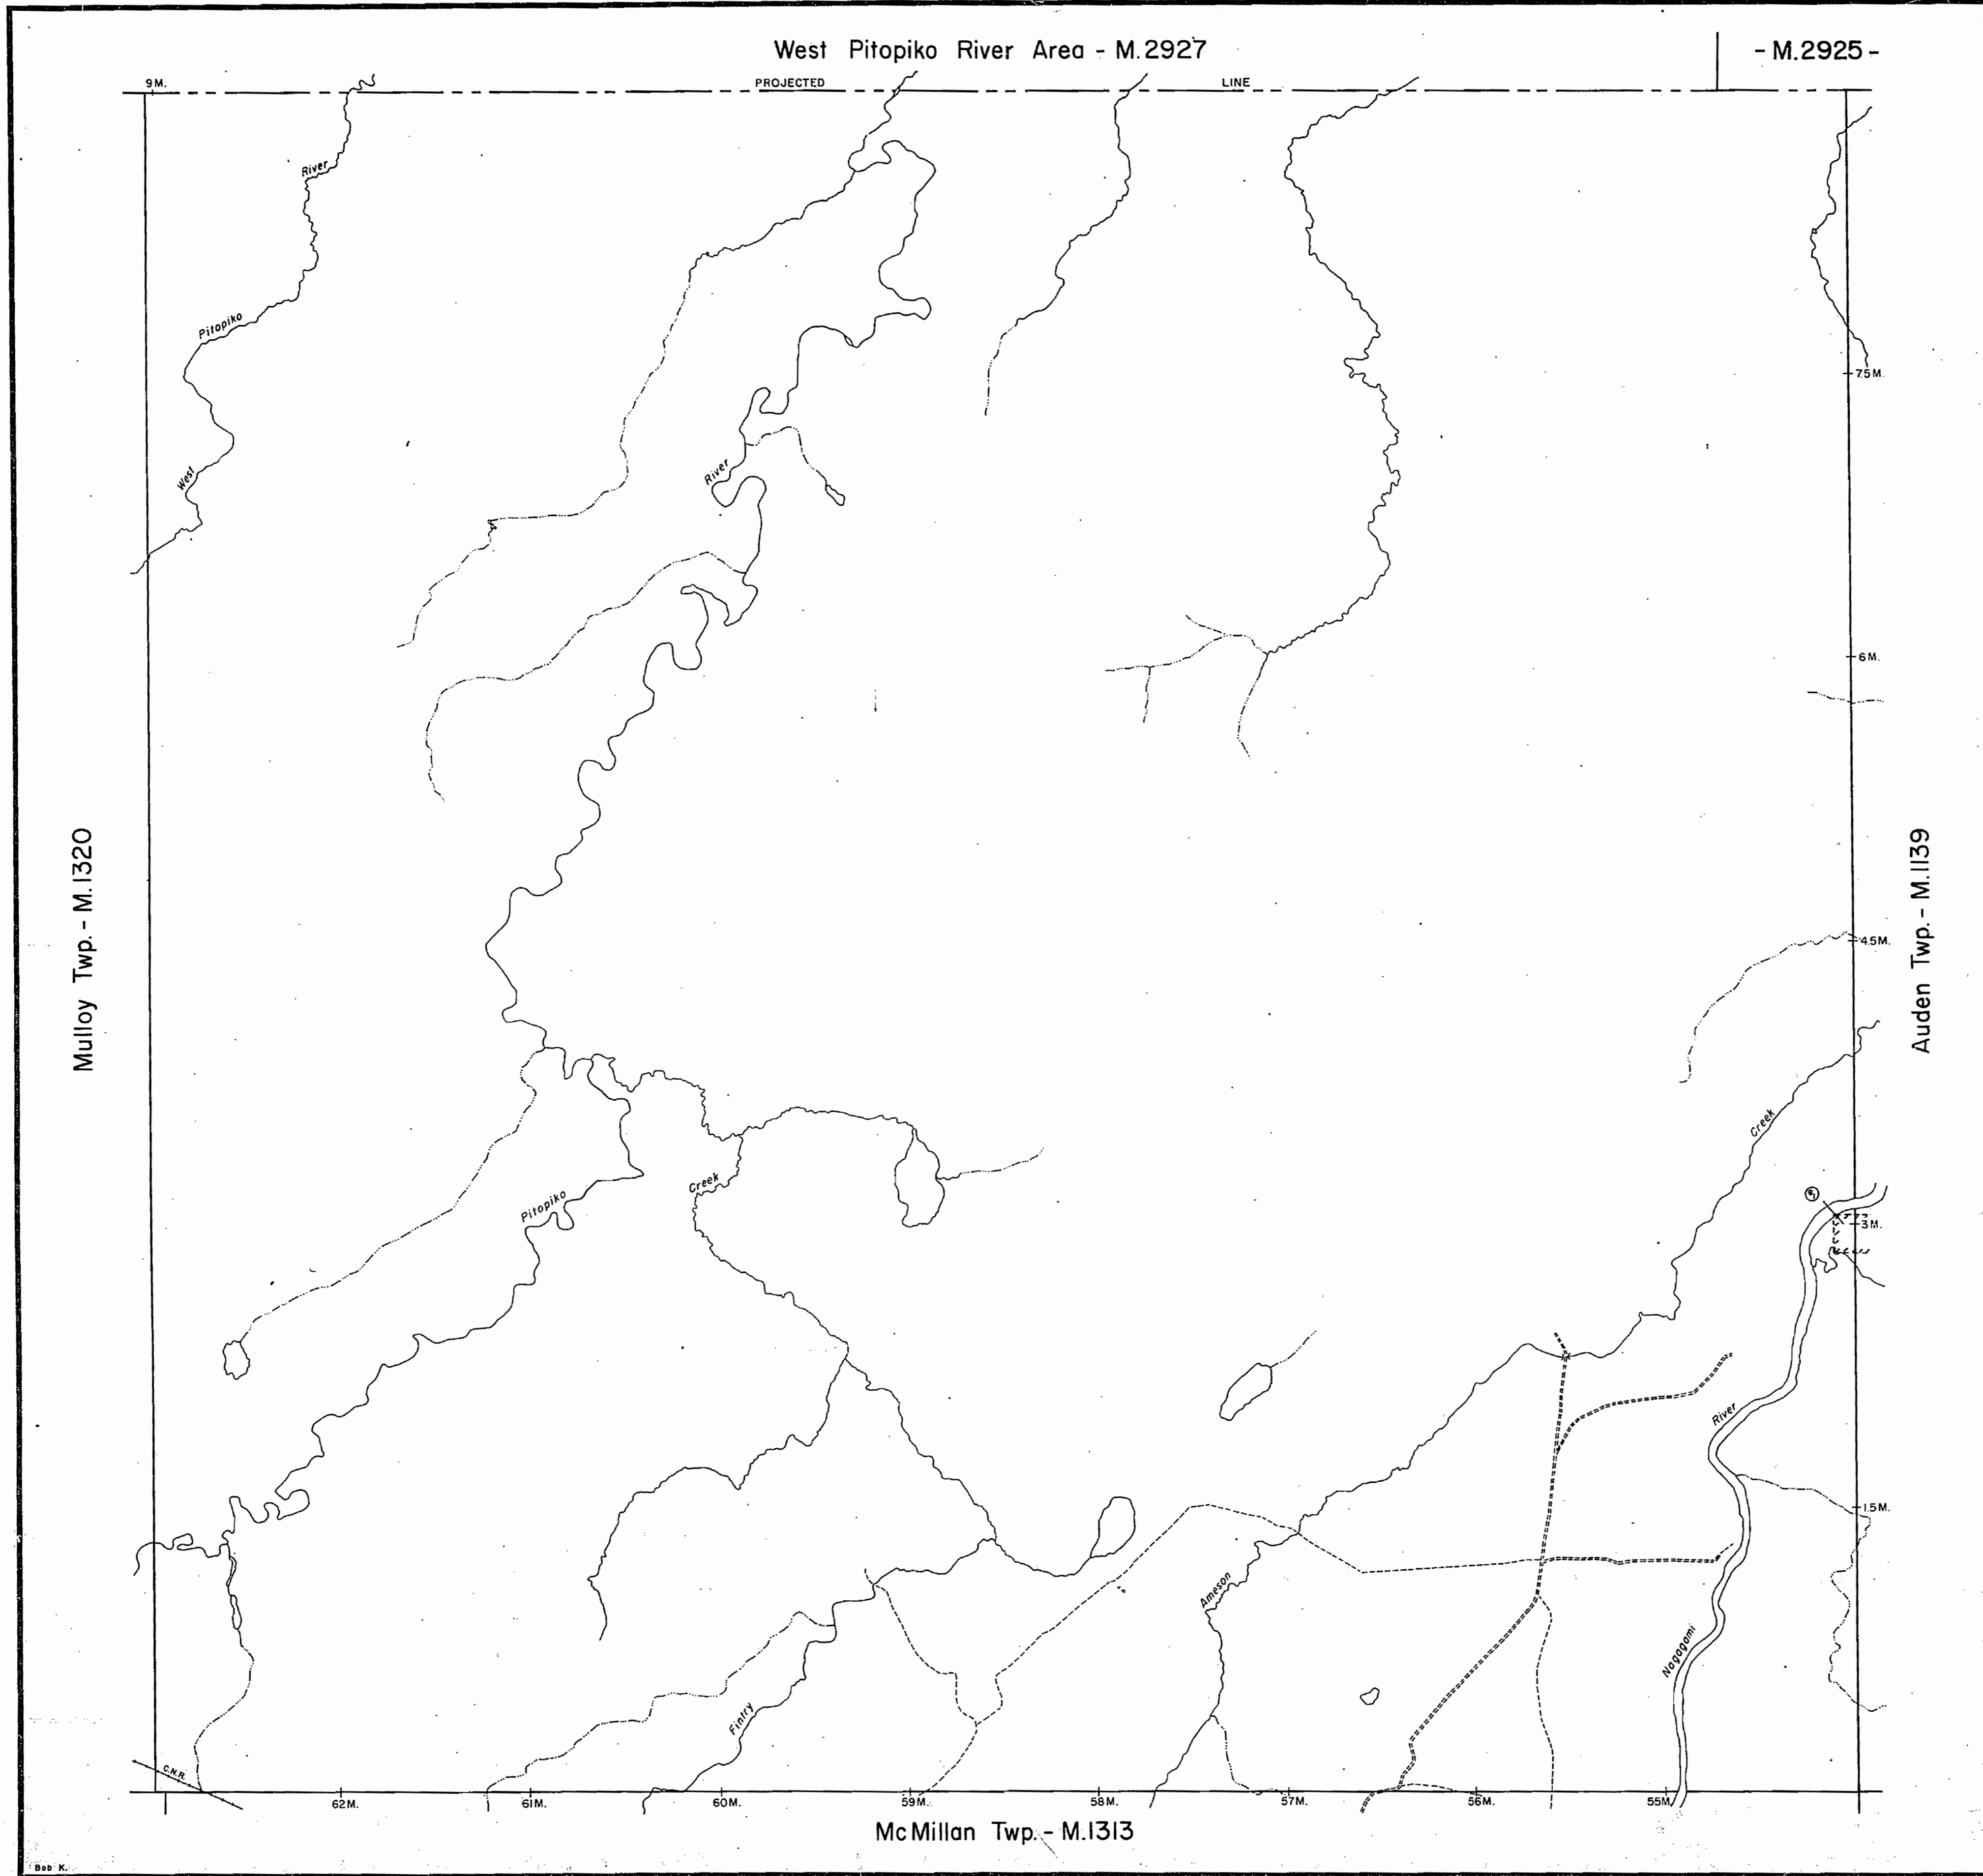 West Pitopiko River Area - M.2927
- M.2925 -
9M.
PROJECTED
LINE
River
Pitopiko
West
7.5M.
River
6M.
Mulloy Twp. - M.1320
Auden Twp. - M.1139
4.5M.
Creek
Creek
Pitopiko
3M.
River
1.5M.
Ameson
Nagagami
Fintry
C.N.R.
62M.
61M.
60M.
59M.
58M.
57M.
56M.
55M.
McMillan Twp. - M.1313
Bob K.